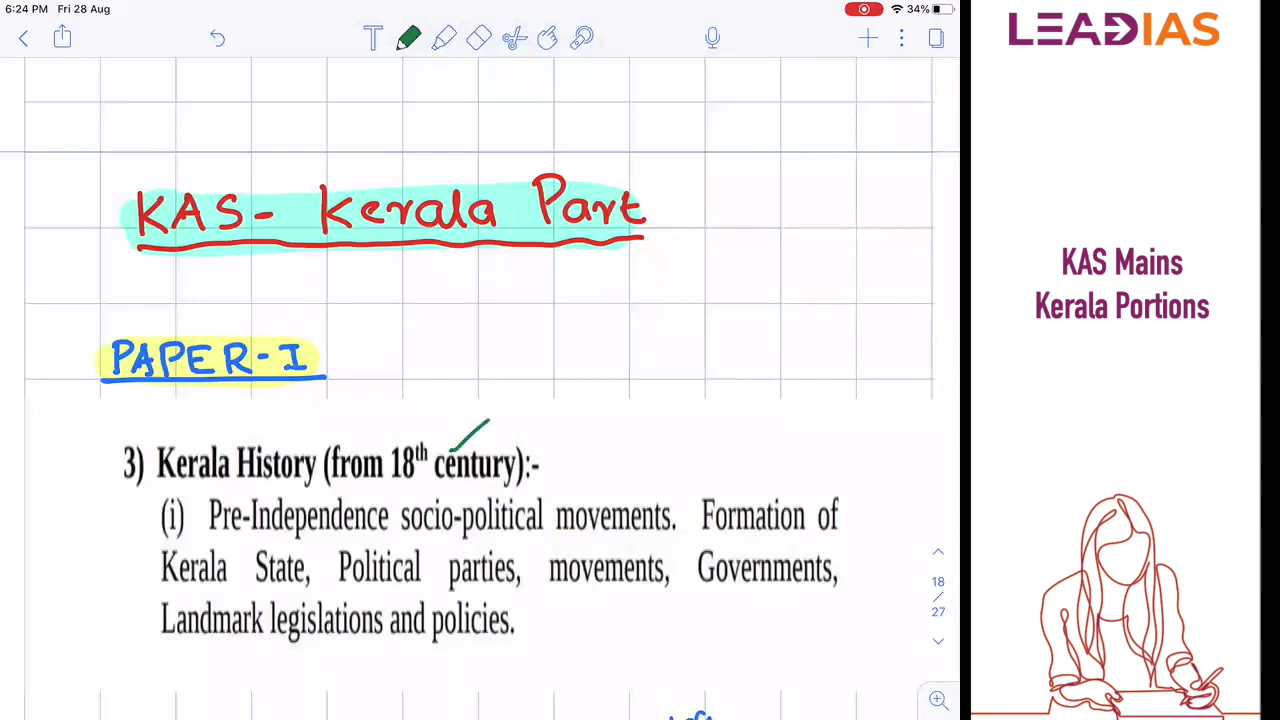 6:24 PM Fri 28 Aug
34%
LEADIAS
KAS- Kerala Part
KAS Mains
Kerala Portions
PAPER-I
3) Kerala History (from 18th century):-
(i) Pre-Independence socio-political movements. Formation of
Kerala State, Political parties, movements, Governments,
Landmark legislations and policies.
18
27